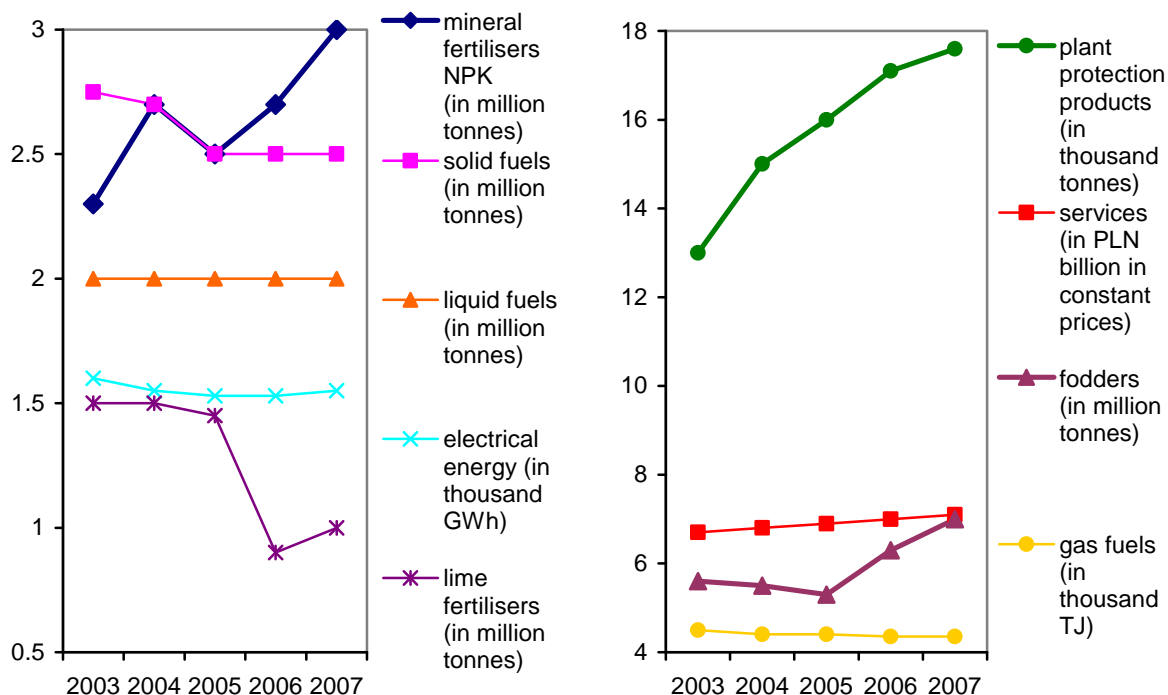 3
2.5
2
1.5
1
0.5
2003 2004 2005 2006 2007
mineral
fertilisers
NPK
(in million
tonnes)
solid fuels
(in million
tonnes)
liquid fuels
(in million
tonnes)
electrical
energy (in
thousand
GWh)
lime
fertilisers
(in million
tonnes)
18
16
14
12
10
8
6
4
2003 2004 2005 2006 2007
plant
protection
products
(in
thousand
tonnes)
services
(in PLN
billion in
constant
prices)
fodders
(in million
tonnes)
gas fuels
(in
thousand
TJ)